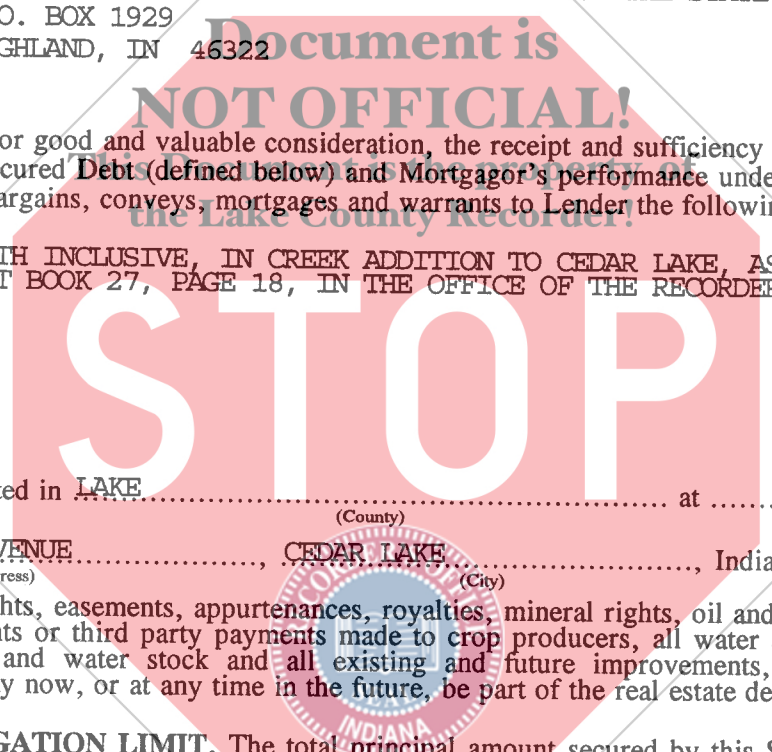 O. BOX 1929
GHLAND, IN 46322
Document is
NOT OFFICIAL!
or good and valuable consideration, the receipt and sufficiency
This Document is the property of
cured Debt (defined below) and Mortgagor's performance unde
the Lake County Recorder!
argains, conveys, mortgages and warrants to Lender the followin
TH INCLUSIVE, IN CREEK ADDITION TO CEDAR LAKE, AS
T BOOK 27, PAGE 18, IN THE OFFICE OF THE RECORDER
STOP
ted in LAKE at
(County)
VENUE, CEDAR LAKE, India
ress) (City)
hts, easements, appurtenances, royalties, mineral rights, oil and
nts or third party payments made to crop producers, all water
and water stock and all existing and future improvements,
y now, or at any time in the future, be part of the real estate de
SEAL
INDIANA
GATION LIMIT. The total principal amount secured by this S